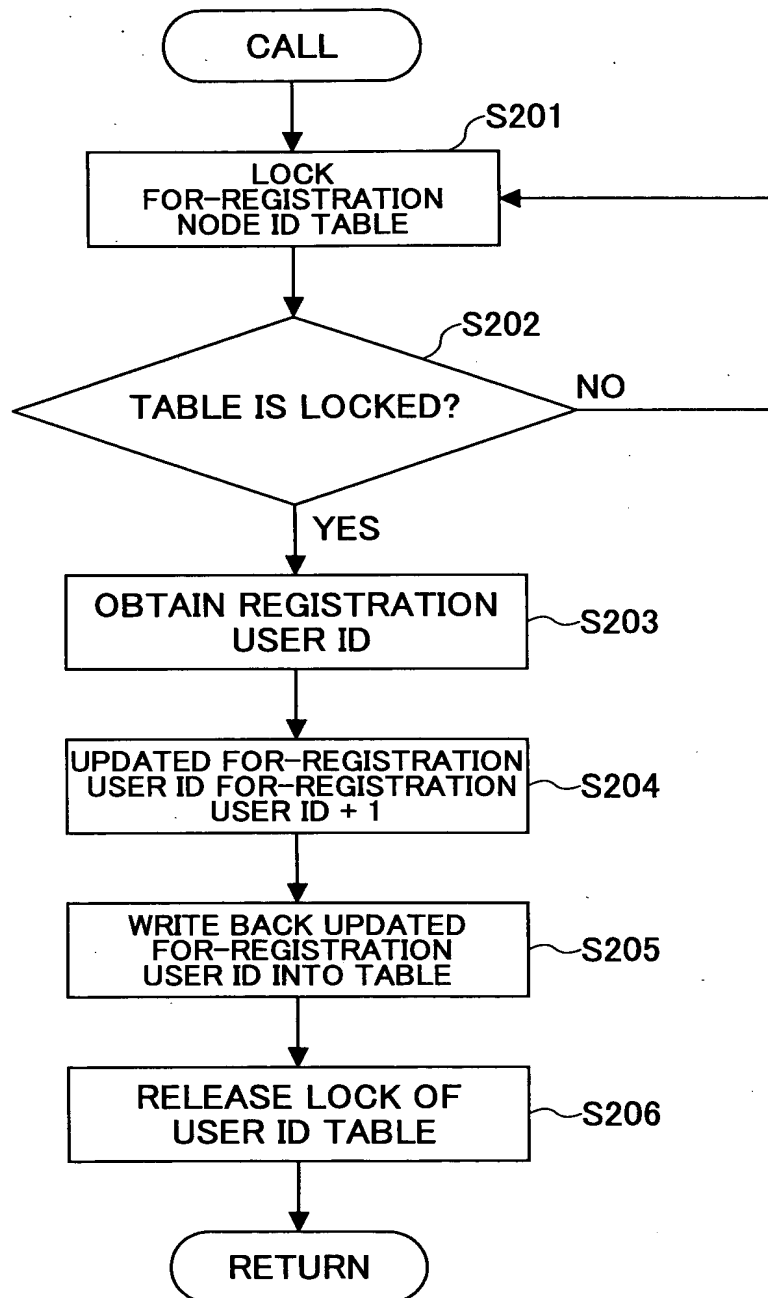 CALL
S201
LOCK
FOR-REGISTRATION
NODE ID TABLE
S202
TABLE IS LOCKED?
NO
YES
OBTAIN REGISTRATION
USER ID
S203
UPDATED FOR-REGISTRATION
USER ID FOR-REGISTRATION
USER ID + 1
S204
WRITE BACK UPDATED
FOR-REGISTRATION
USER ID INTO TABLE
S205
RELEASE LOCK OF
USER ID TABLE
S206
RETURN